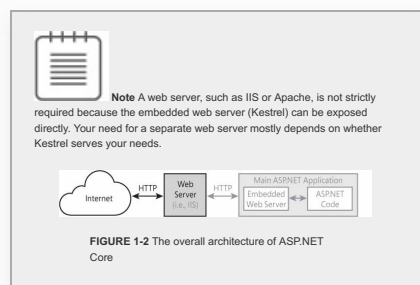 Note A web server, such as IIS or Apache, is not strictly
required because the embedded web server (Kestrel) can be exposed
directly. Your need for a separate web server mostly depends on whether
Kestrel serves your needs.
Internet
HTTP
Web
Server
(i.e., IIS)
HTTP
Main ASP.NET Application
Embedded
Web Server
ASP.NET
Code
FIGURE 1-2 The overall architecture of ASP.NET
Core